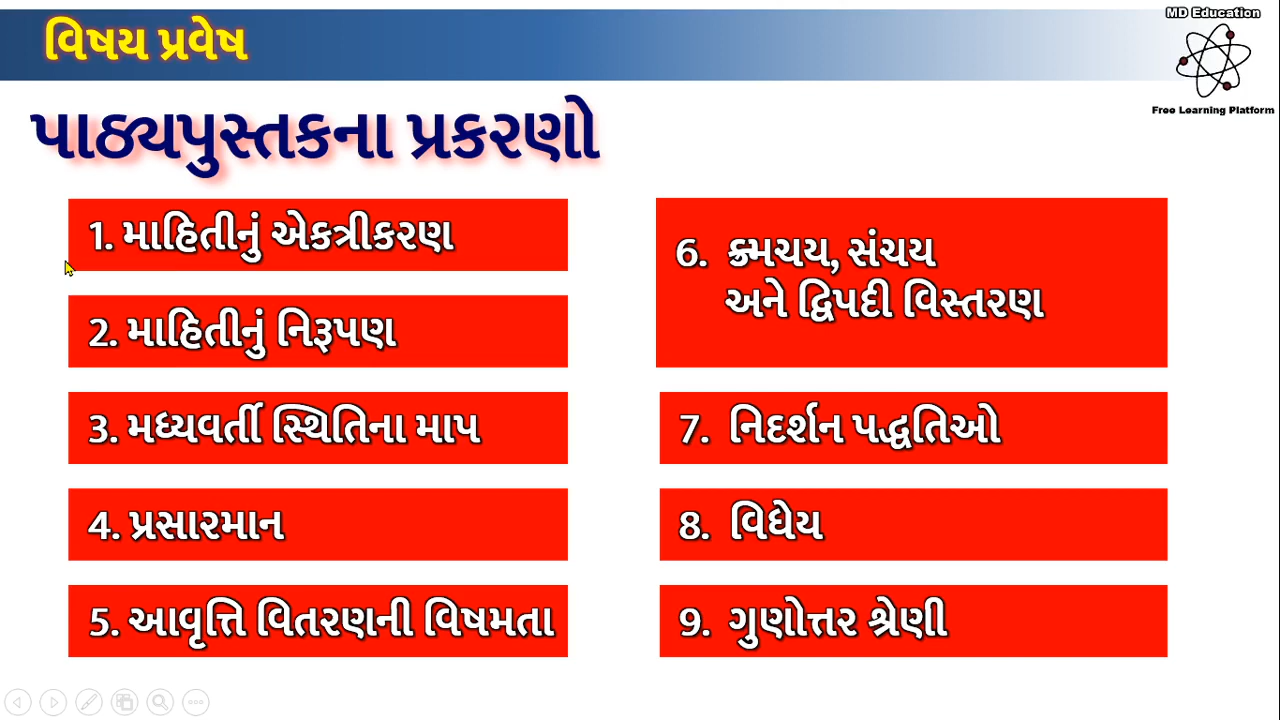 વિષય પ્રવેષ
MD Education
Free Learning Platform
પાઠ્યપુસ્તકના પ્રકરણો
1. માહિતીનું એકત્રીકરણ
2. માહિતીનું નિરૂપણ
3. મધ્યવર્તી સ્થિતિના માપ
4. પ્રસારમાન
5. આવૃત્તિ વિતરણની વિષમતા
6. ક્રમચય, સંચય
અને દ્વિપદી વિસ્તરણ
7. નિદર્શન પદ્ધતિઓ
8. વિધેય
9. ગુણોત્તર શ્રેણી